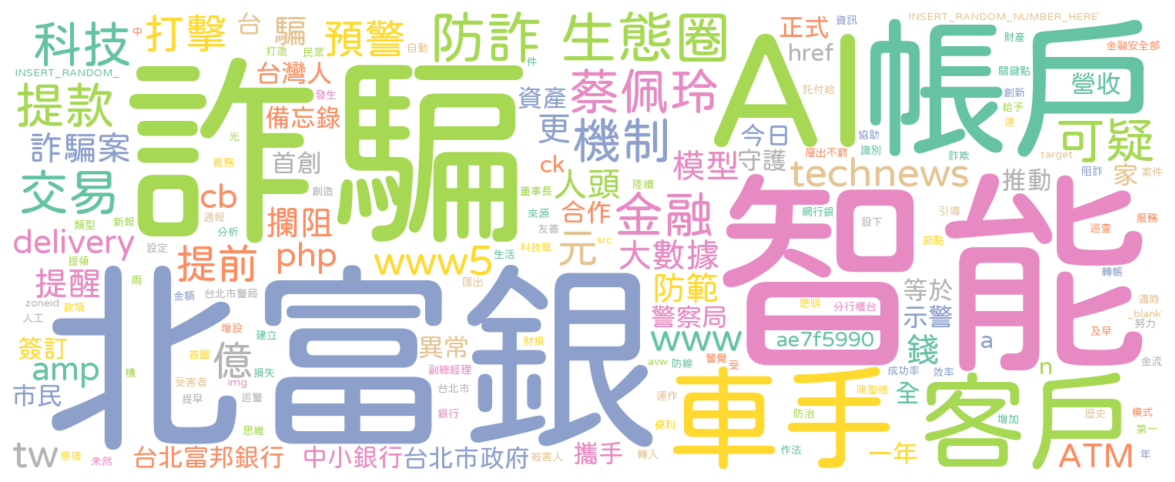 科技
中
打擊
台
騙
預警
防詐
生態圈
正式
資訊
INSERT_RANDOM_NUMBER_HERE'
INSERT_RANDOM_
打造
民眾
自動
件
AI
href
帳戶
財產
金融安全部
關鍵點
營收
提款
詐騙
台灣人
發生
備忘錄
資產
蔡佩玲
託付給
創新
給予
達
詐騙案
光
義務
首創
更
機制
今日
層出不窮
協助
識別
可疑
交易
cb
創造
ck
人頭
模型
守護
詐欺
target
阻詐
家
案件
董事長
陸續
technews
推動
類型
新報
通報
分析
攔阻
來源
友善
合作
金融
網行銀
設下
引導
巡查
服務
delivery
設定
提前
php
www5
生活
科技賦
元
src
大數據
智能
節點
提領
提醒
zoneid
款項
兩
金額
台北市警局
匯出
防範
聰明
分行櫃台
等於
轉帳
適時
人工
北富銀
增設
建立
財損
警察局
示警
_blank'
努力
簽訂
首圖
億
異常
www
ae7f5990
錢
a
及早
amp
機
受害者
img
損失
副總經理
avw
防線
警覺
受
成功率
效率
n
金流
市民
提早
巡警
台北市
車手
陳聖德
全
客戶
銀行
運作
便利
防治
增加
歷史
模式
第一
思維
tw
態樣
未然
台北富邦銀行
中小銀行
台北市政府
被害人
攜手
轉入
作法
一年
ATM
年